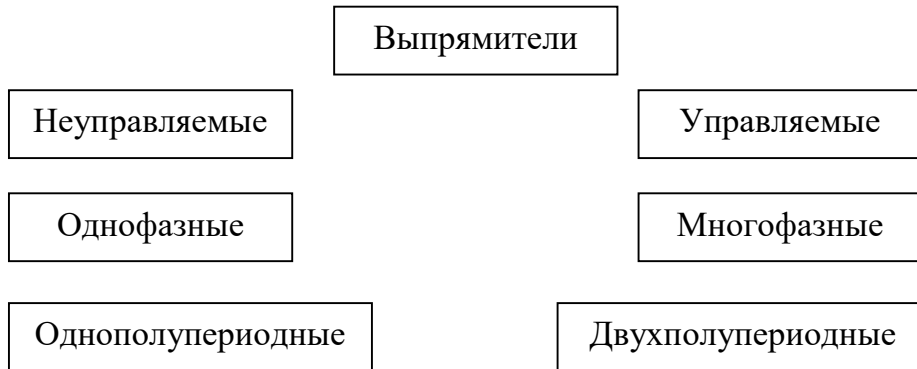 Выпрямители
Неуправляемые
Управляемые
Однофазные
Многофазные
Однополупериодные
Двухполупериодные